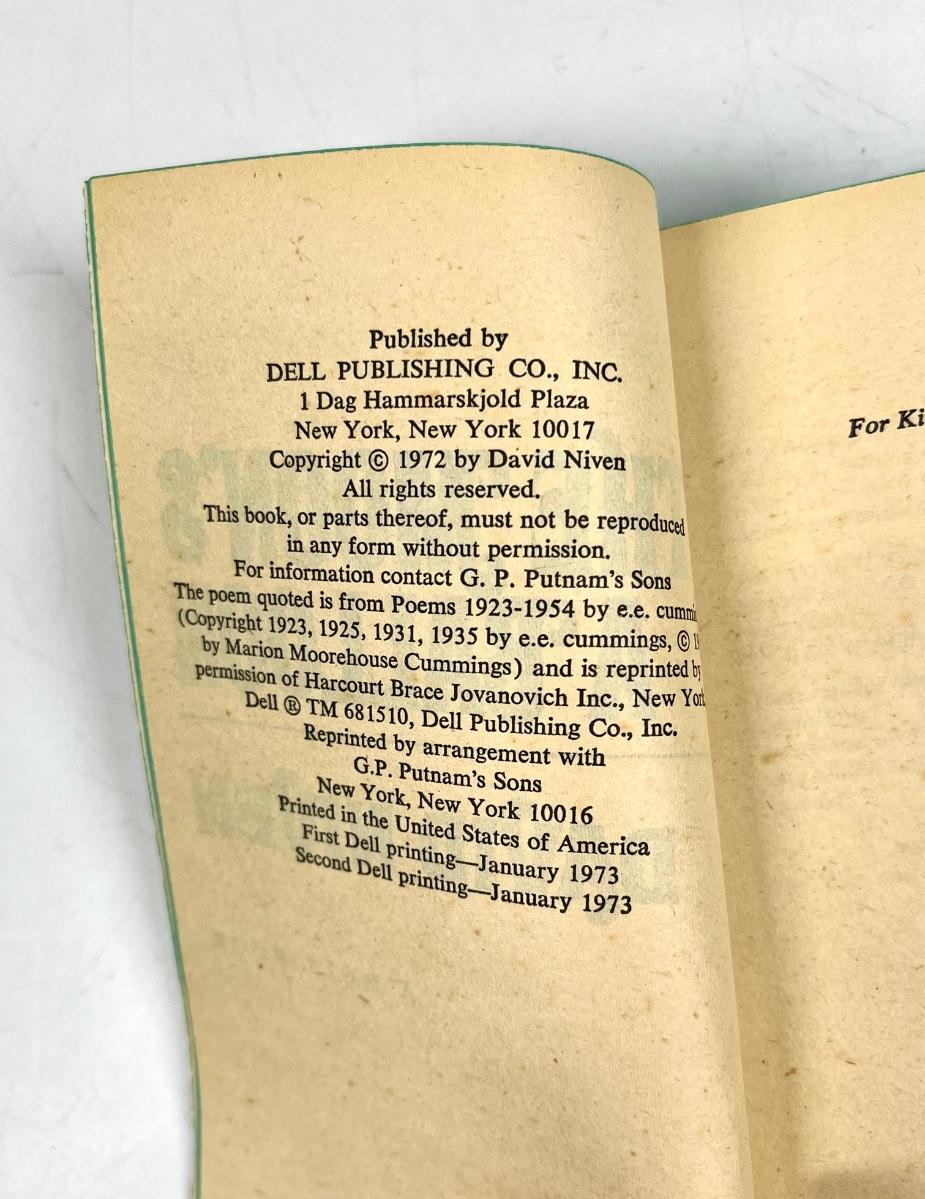 Published by
DELL PUBLISHING CO., INC.
1 Dag Hammarskjold Plaza
New York, New York 10017
Copyright © 1972 by David Niven
All rights reserved.
This book, or parts thereof, must not be reproduced
in any form without permission.
For information contact G. P. Putnam's Sons
The poem quoted is from Poems 1923-1954 by e.e.
(Copyright 1923, 1925, 1931, 1935 by e.e. cummings, ©
by Marion Moorehouse Cummings) and is reprinted by
permission of Harcourt Brace Jovanovich Inc., New York
Dell ® TM 681510, Dell Publishing Co., Inc.
Reprinted by arrangement with
G.P. Putnam's Sons
New York, New York 10016
Printed in the United States of America
First Dell printing—January 1973
Second Dell printing—January 1973
For